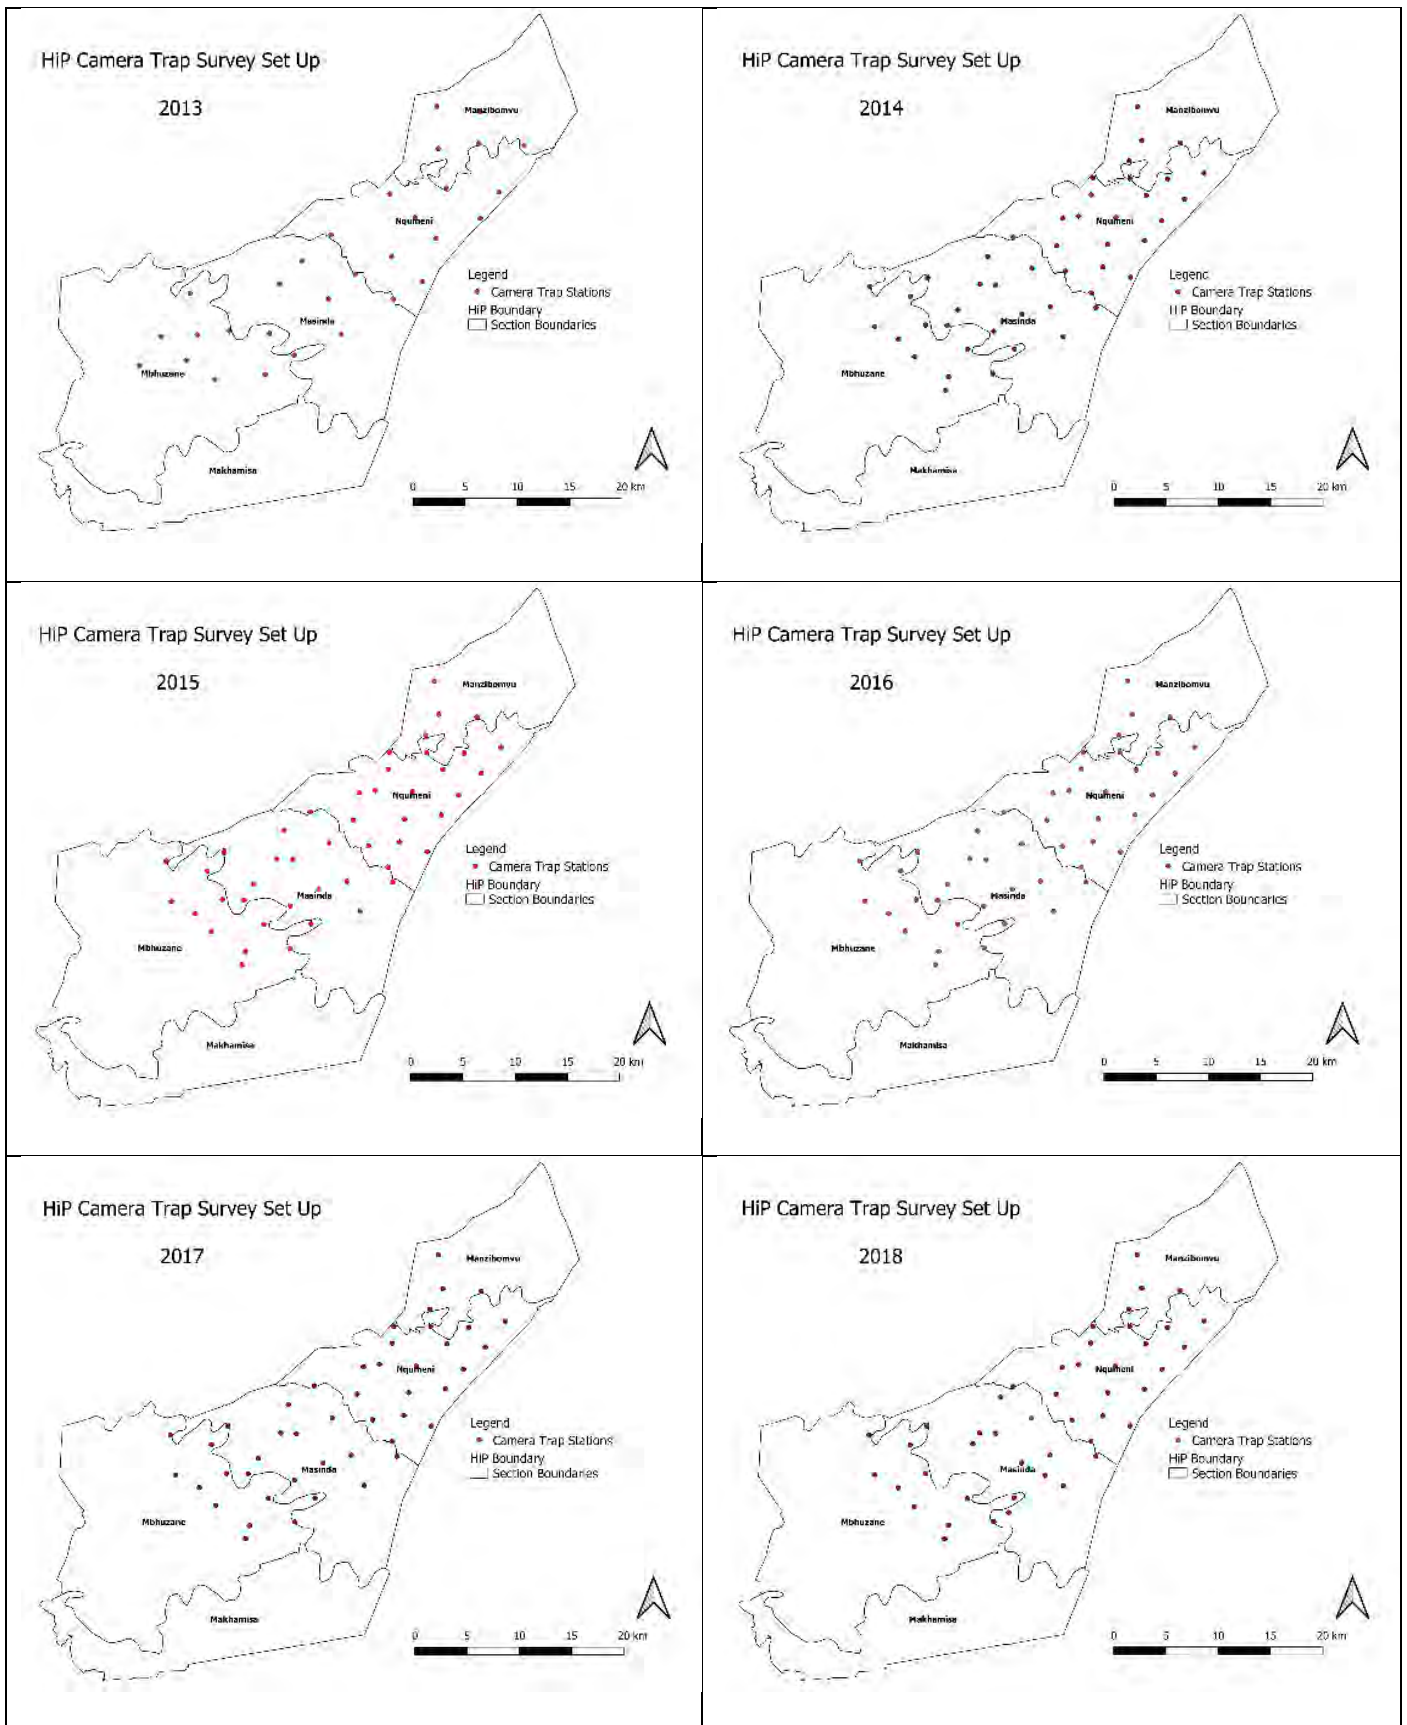 HiP Camera Trap Survey Set Up
2013
Manzibomvu
Nqumeni
Legend
Camera Trap Stations
HiP Boundary
Section Boundaries
Masinda
Mbhuzane
Makhamisa
0 5 10 15 20 km
HiP Camera Trap Survey Set Up
2014
Manzibomvu
Nqumeni
Legend
Camera Trap Stations
HiP Boundary
Section Boundaries
Masinda
Mbhuzane
Makhamisa
0 5 10 15 20 km
HiP Camera Trap Survey Set Up
2015
Manzibomvu
Nqumeni
Legend
Camera Trap Stations
HiP Boundary
Section Boundaries
Masinda
Mbhuzane
Makhamisa
0 5 10 15 20 km
HiP Camera Trap Survey Set Up
2016
Manzibomvu
Nqumeni
Legend
Camera Trap Stations
HiP Boundary
Section Boundaries
Masinda
Mbhuzane
Makhamisa
0 5 10 15 20 km
HiP Camera Trap Survey Set Up
2017
Manzibomvu
Nqumeni
Legend
Camera Trap Stations
HiP Boundary
Section Boundaries
Masinda
Mbhuzane
Makhamisa
0 5 10 15 20 km
HiP Camera Trap Survey Set Up
2018
Manzibomvu
Nqumeni
Legend
Camera Trap Stations
HiP Boundary
Section Boundaries
Masinda
Mbhuzane
Makhamisa
0 5 10 15 20 km